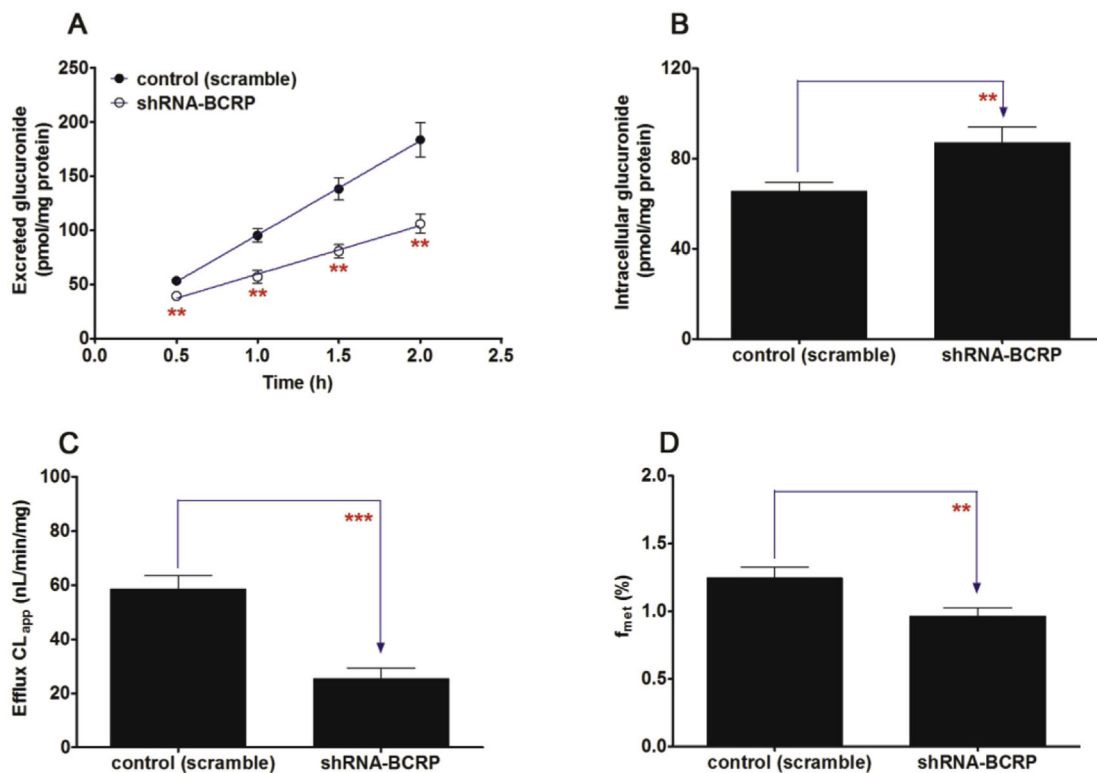 A
Excreted glucuronide
(pmol/mg protein)
250
200
150
100
50
0
control (scramble)
shRNA-BCRP
**
**
**
**
0.0
0.5
1.0
1.5
2.0
2.5
Time (h)
B
Intracellular glucuronide
(pmol/mg protein)
120
80
40
0
**
control (scramble)
shRNA-BCRP
C
Efflux CLapp (nL/min/mg)
100
80
60
40
20
0
***
control (scramble)
shRNA-BCRP
D
fmet (%)
2.0
1.5
1.0
0.5
0.0
**
control (scramble)
shRNA-BCRP